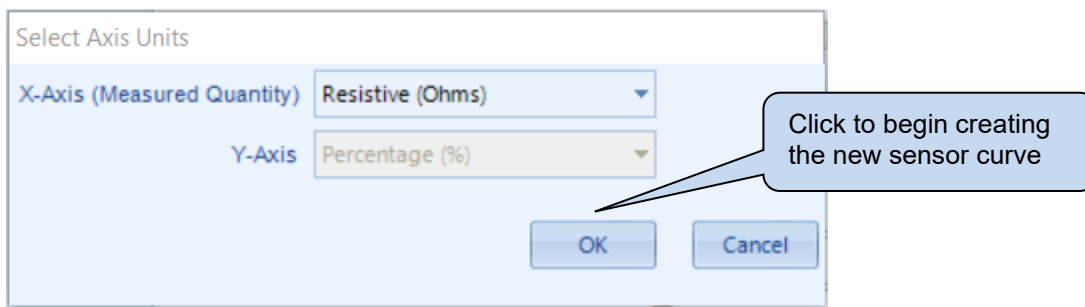 Select Axis Units
X-Axis (Measured Quantity) Resistive (Ohms)
Y-Axis Percentage (%)
Click to begin creating
the new sensor curve
OK Cancel